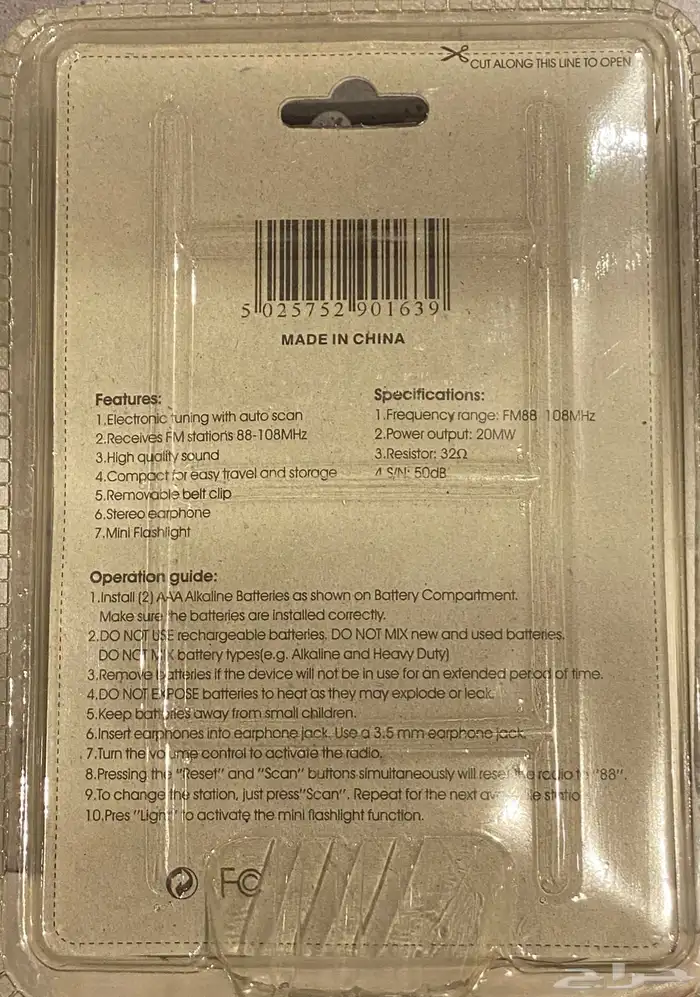 CUT ALONG THIS LINE TO OPEN
5 025752 901639
MADE IN CHINA
Features:
1.Electronic tuning with auto scan
2.Receives FM stations 88-108MHz
3.High quality sound
4.Compact for easy travel and storage
5.Removable belt clip
6.Stereo earphone
7.Mini Flashlight
Specifications:
1.Frequency range: FM88 108MHz
2.Power output: 20MW
3.Resistor: 32Ω
4 S/N: 50dB
Operation guide:
1.Install (2) AAA Alkaline Batteries as shown on Battery Compartment.
Make sure the batteries are installed correctly.
2.DO NOT USE rechargeable batteries. DO NOT MIX new and used batteries.
DO NOT MIX battery types(e.g. Alkaline and Heavy Duty)
3.Remove batteries if the device will not be in use for an extended period of time.
4.DO NOT EXPOSE batteries to heat as they may explode or leak.
5.Keep batteries away from small children.
6.Insert earphones into earphone jack. Use a 3.5 mm earphone jack.
7.Turn the volume control to activate the radio.
8.Pressing the "Reset" and "Scan" buttons simultaneously will reset the radio to "88".
9.To change the station, just press"Scan". Repeat for the next available station
10.Pres "Light" to activate the mini flashlight function.
FC
حراج